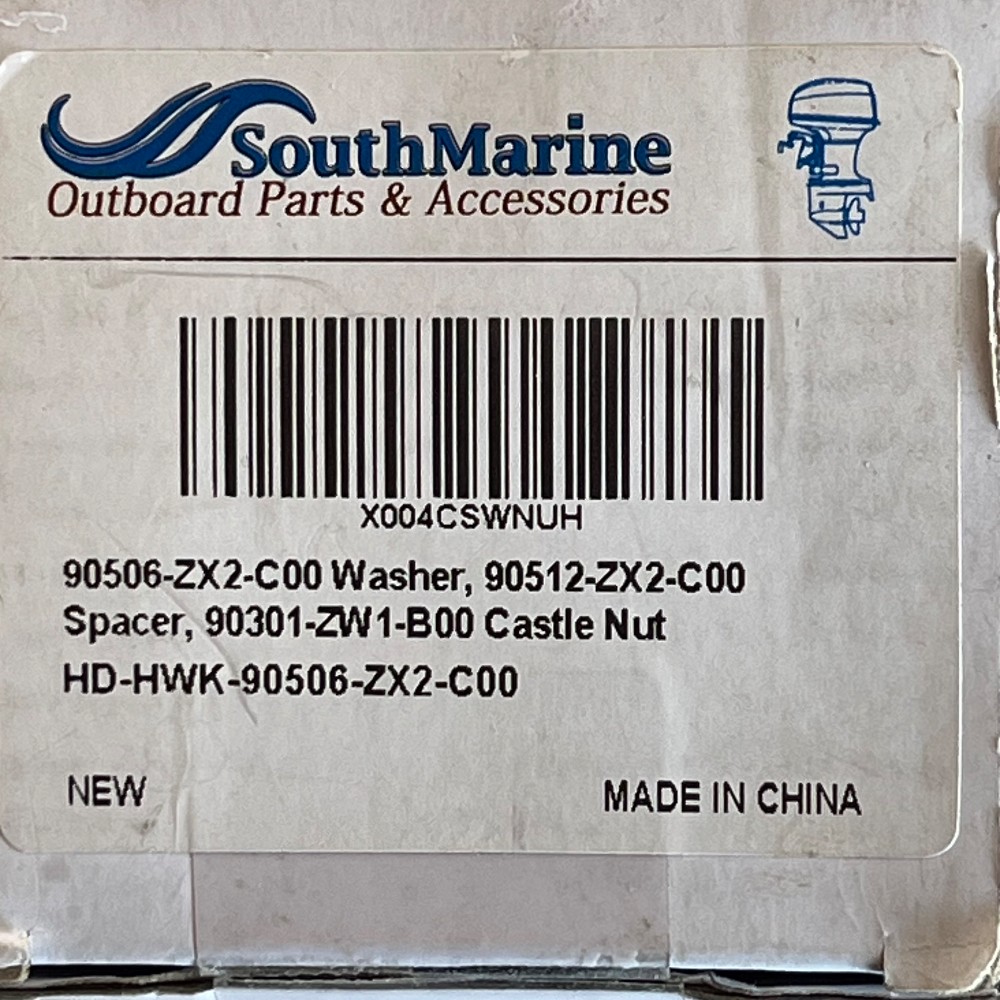 SouthMarine
Outboard Parts & Accessories
X004CSWNUH
90506-ZX2-C00 Washer, 90512-ZX2-C00
Spacer, 90301-ZW1-B00 Castle Nut
HD-HWK-90506-ZX2-C00
NEW
MADE IN CHINA